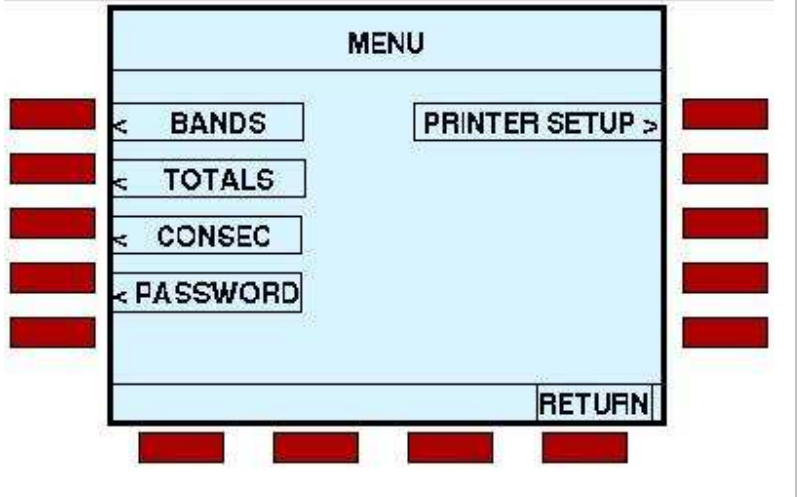 MENU
< BANDS
PRINTER SETUP >
< TOTALS
< CONSEC
< PASSWORD
RETURN